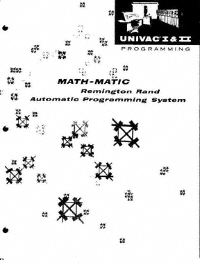 UNIVAC I & II
PROGRAMMING
MATH-MATIC
Remington Rand
Automatic Programming System